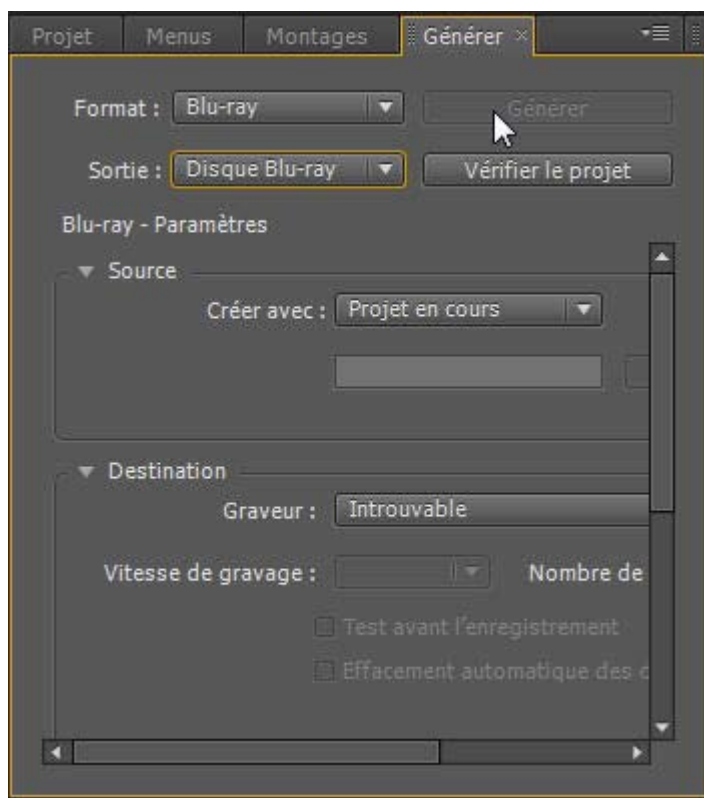 Projet Menus Montages Générer
Format : Blu-ray Générer
Sortie : Disque Blu-ray Vérifier le projet
Blu-ray - Paramètres
Source
Créer avec : Projet en cours
Destination
Graveur : Introuvable
Vitesse de gravage : Nombre de
Test avant l'enregistrement
Effacement automatique des